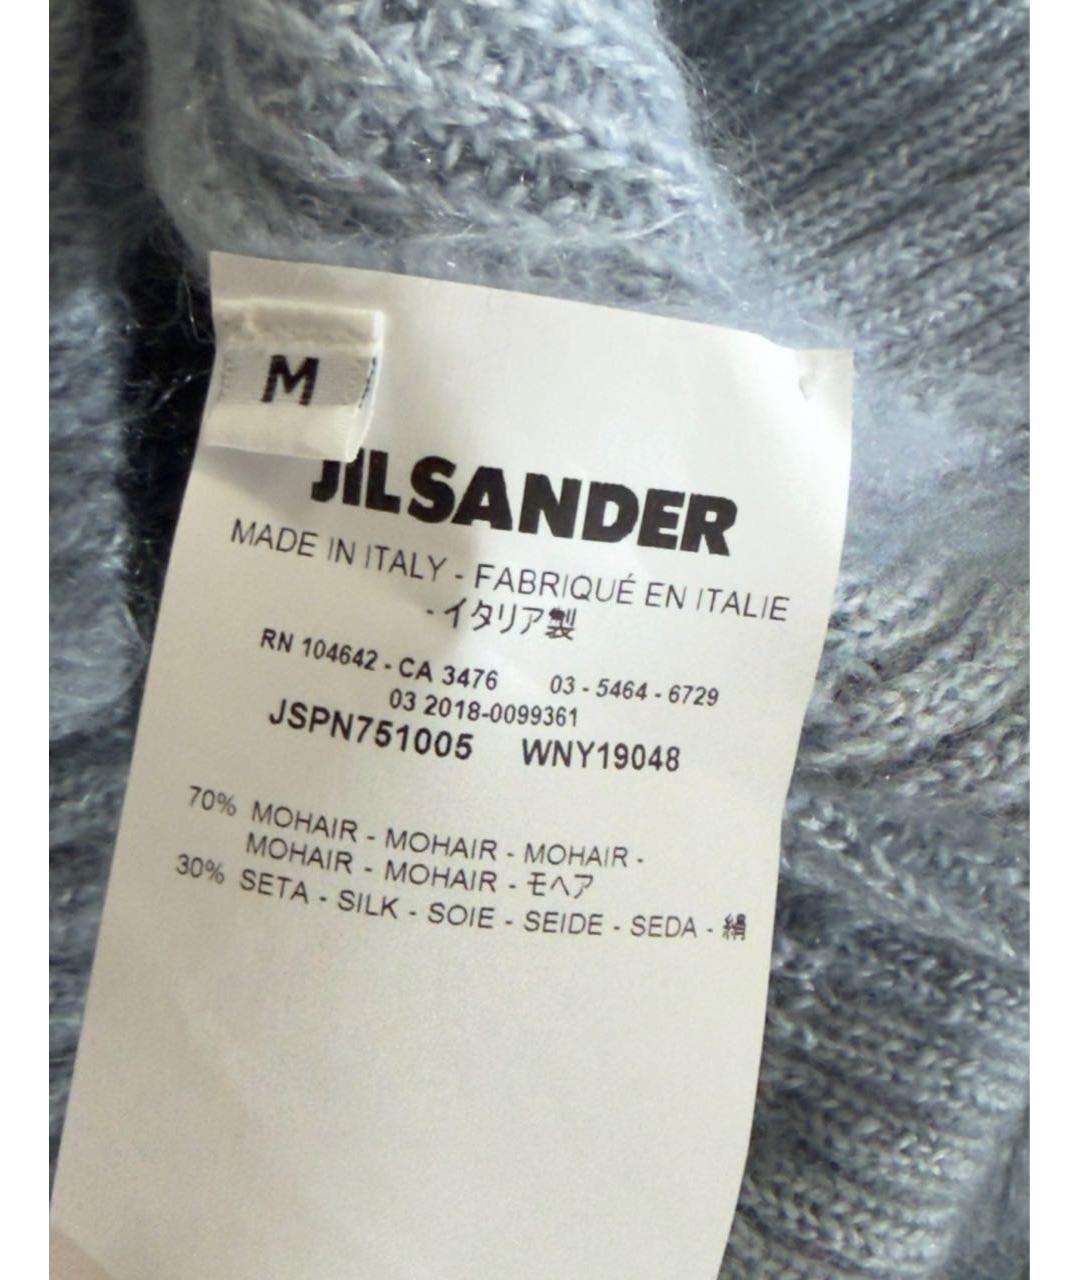 M
JIL SANDER
MADE IN ITALY - FABRIQUÉ EN ITALIE
- イタリア製
RN 104642 - CA 3476 03 - 5464 - 6729
03 2018-0099361
JSPN751005 WNY19048
70% MOHAIR - MOHAIR - MOHAIR -
MOHAIR - MOHAIR - モヘア
30% SETA - SILK - SOIE - SEIDE - SEDA - 絹